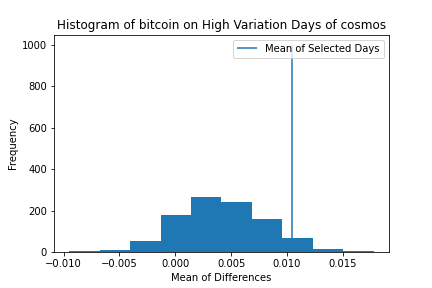 Histogram of bitcoin on High Variation Days of cosmos
Mean of Selected Days
1000
800
600
400
200
0
Frequency
−0.010 −0.005 0.000 0.005 0.010 0.015
Mean of Differences